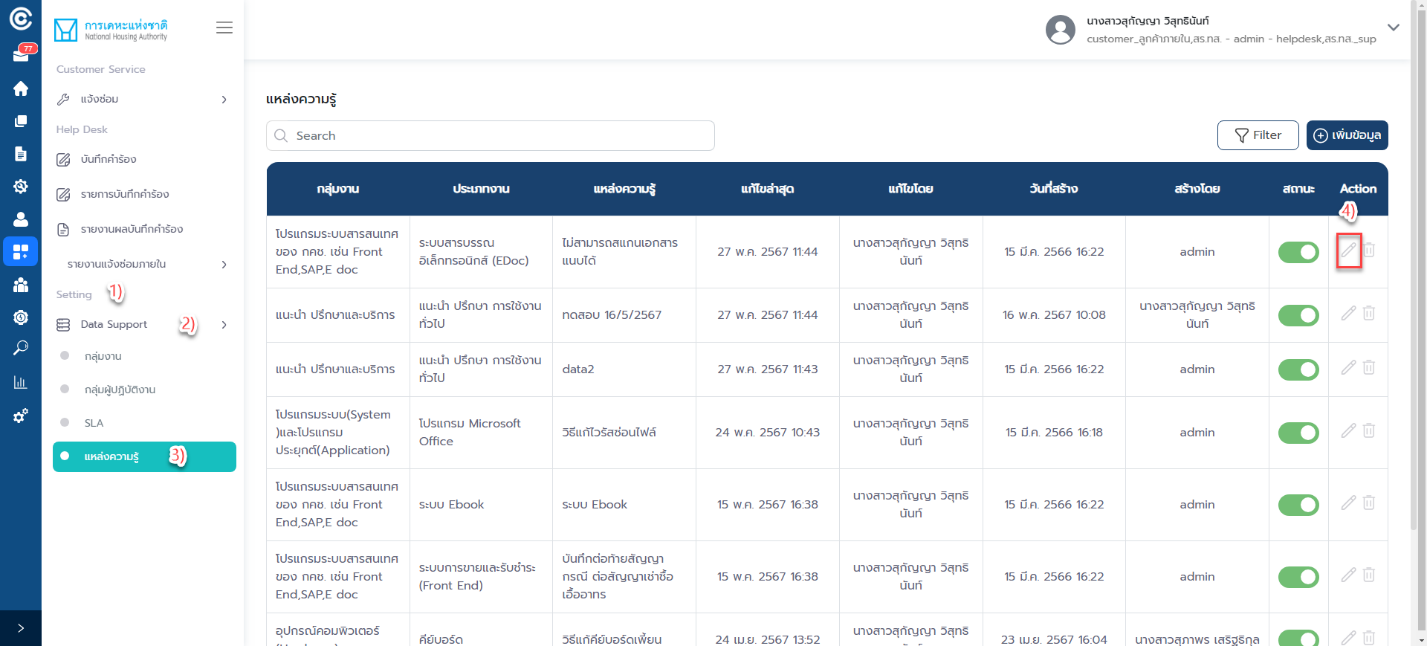 77
การเคหะแห่งชาติ
National Housing Authority
Customer Service
แจ้งซ่อม
Help Desk
บันทึกคำร้อง
รายการบันทึกคำร้อง
รายงานผลบันทึกคำร้อง
รายงานแจ้งซ่อมภายใน
Setting 1)
Data Support 2)
กลุ่มงาน
กลุ่มผู้ปฏิบัติงาน
SLA
แหล่งความรู้ 3)
นางสาวสุกัญญา วิสุทธินันท์
customer_ลูกค้าภายใน,สร.ทส. - admin - helpdesk,สร.ทส._sup
แหล่งความรู้
Search
Filter
เพิ่มข้อมูล
กลุ่มงาน ประเภทงาน แหล่งความรู้ แก้ไขล่าสุด แก้ไขโดย วันที่สร้าง สร้างโดย สถานะ Action
4)
โปรแกรมระบบสารสนเทศ
ของ กคช. เช่น Front
End,SAP,E doc
ระบบสารบรรณ
อิเล็กทรอนิกส์ (EDoc)
ไม่สามารถสแกนเอกสาร
แนบได้
27 พ.ค. 2567 11:44
นางสาวสุกัญญา วิสุทธิ
นันท์
15 มี.ค. 2566 16:22
admin
แนะนำ ปรึกษาและบริการ
แนะนำ ปรึกษา การใช้งาน
ทั่วไป
ทดสอบ 16/5/2567
27 พ.ค. 2567 11:44
นางสาวสุกัญญา วิสุทธิ
นันท์
16 พ.ค. 2567 10:08
นางสาวสุกัญญา วิสุทธิ
นันท์
แนะนำ ปรึกษาและบริการ
แนะนำ ปรึกษา การใช้งาน
ทั่วไป
data2
27 พ.ค. 2567 11:43
นางสาวสุกัญญา วิสุทธิ
นันท์
15 มี.ค. 2566 16:22
admin
โปรแกรมระบบ(System
)และโปรแกรม
ประยุกต์(Application)
โปรแกรม Microsoft
Office
วิธีแก้ไวรัสซ่อนไฟล์
24 พ.ค. 2567 10:43
นางสาวสุกัญญา วิสุทธิ
นันท์
15 มี.ค. 2566 16:18
admin
โปรแกรมระบบสารสนเทศ
ของ กคช. เช่น Front
End,SAP,E doc
ระบบ Ebook
ระบบ Ebook
15 พ.ค. 2567 16:38
นางสาวสุกัญญา วิสุทธิ
นันท์
15 มี.ค. 2566 16:22
admin
โปรแกรมระบบสารสนเทศ
ของ กคช. เช่น Front
End,SAP,E doc
ระบบการขายและรับชำระ
(Front End)
บันทึกต่อท้ายสัญญา
กรณี ต่อสัญญาเช่าซื้อ
เอื้ออาทร
15 พ.ค. 2567 16:38
นางสาวสุกัญญา วิสุทธิ
นันท์
15 มี.ค. 2566 16:22
admin
อุปกรณ์คอมพิวเตอร์
คีย์บอร์ด
วิธีแก้คีย์บอร์ดเพี้ยน
24 เม.ย. 2567 13:52
นางสาวสุกัญญา วิสุทธิ
23 เม.ย. 2567 16:04
นางสาวสุภาพร เสริฐธิกุล